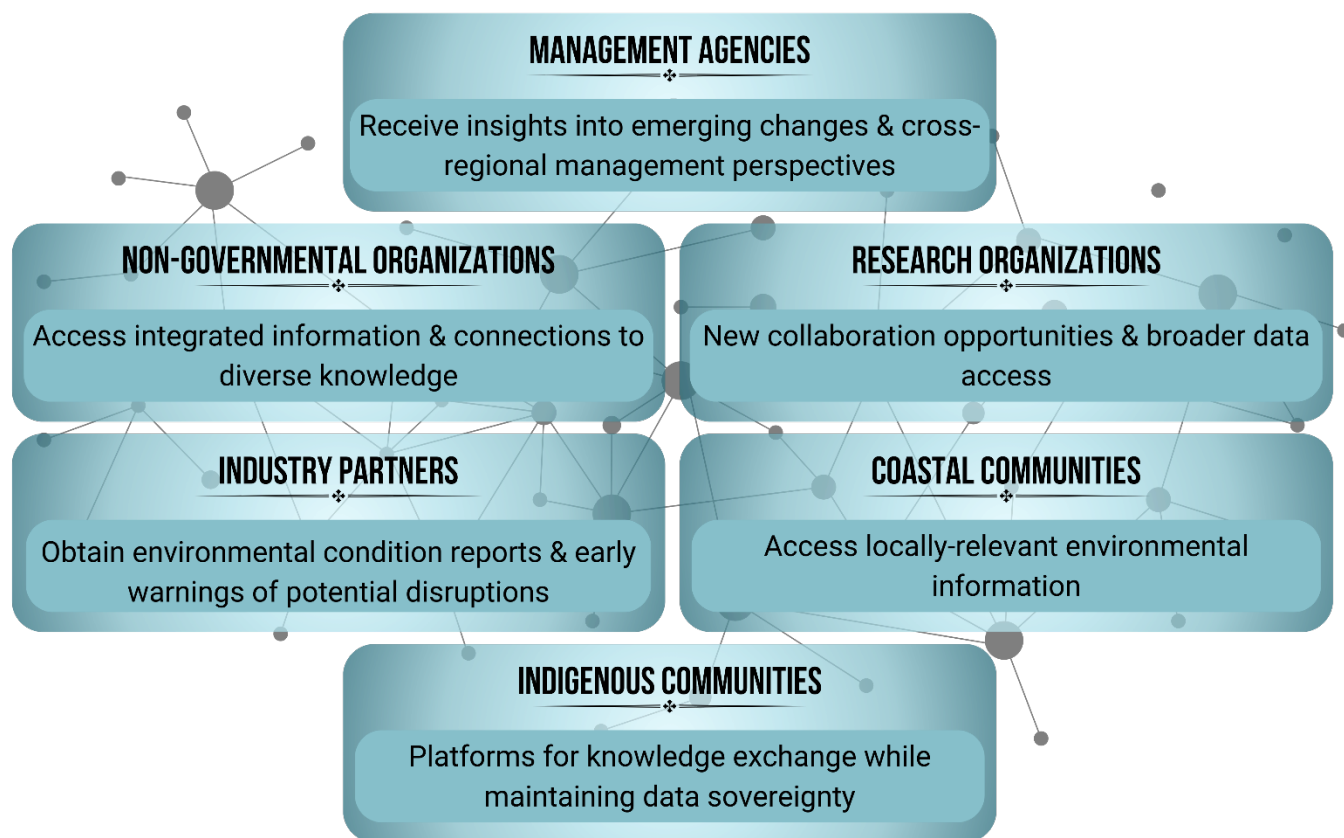 MANAGEMENT AGENCIES
Receive insights into emerging changes & cross-
regional management perspectives
NON-GOVERNMENTAL ORGANIZATIONS
Access integrated information & connections to
diverse knowledge
RESEARCH ORGANIZATIONS
New collaboration opportunities & broader data
access
INDUSTRY PARTNERS
Obtain environmental condition reports & early
warnings of potential disruptions
COASTAL COMMUNITIES
Access locally-relevant environmental
information
INDIGENOUS COMMUNITIES
Platforms for knowledge exchange while
maintaining data sovereignty